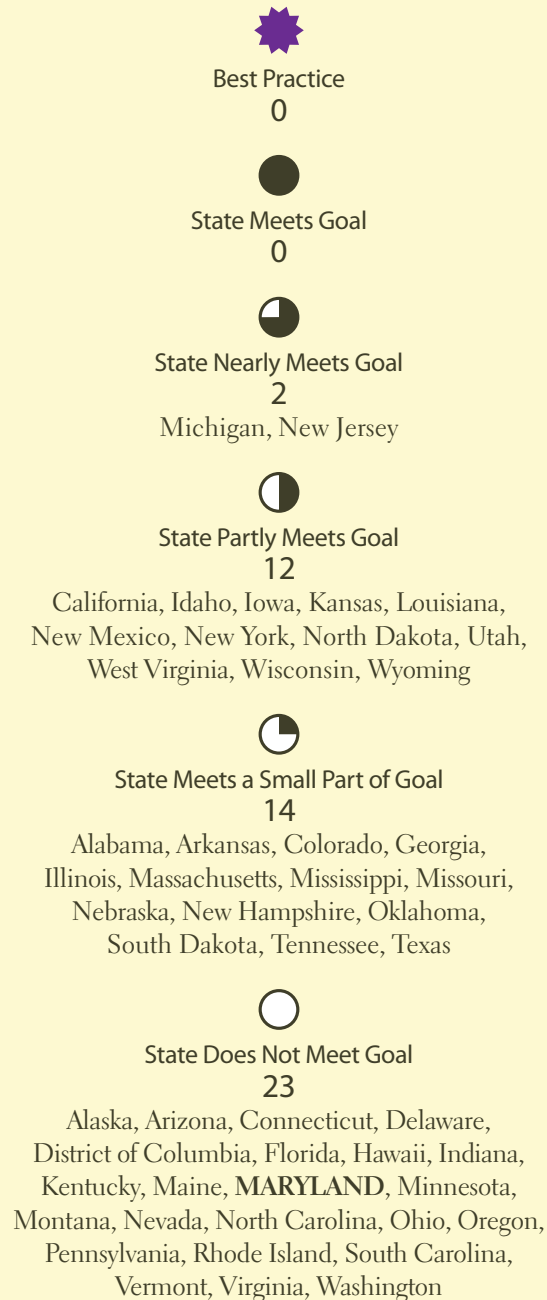 Best Practice
0
State Meets Goal
0
State Nearly Meets Goal
2
Michigan, New Jersey
State Partly Meets Goal
12
California, Idaho, Iowa, Kansas, Louisiana,
New Mexico, New York, North Dakota, Utah,
West Virginia, Wisconsin, Wyoming
State Meets a Small Part of Goal
14
Alabama, Arkansas, Colorado, Georgia,
Illinois, Massachusetts, Mississippi, Missouri,
Nebraska, New Hampshire, Oklahoma,
South Dakota, Tennessee, Texas
State Does Not Meet Goal
23
Alaska, Arizona, Connecticut, Delaware,
District of Columbia, Florida, Hawaii, Indiana,
Kentucky, Maine, MARYLAND, Minnesota,
Montana, Nevada, North Carolina, Ohio, Oregon,
Pennsylvania, Rhode Island, South Carolina,
Vermont, Virginia, Washington